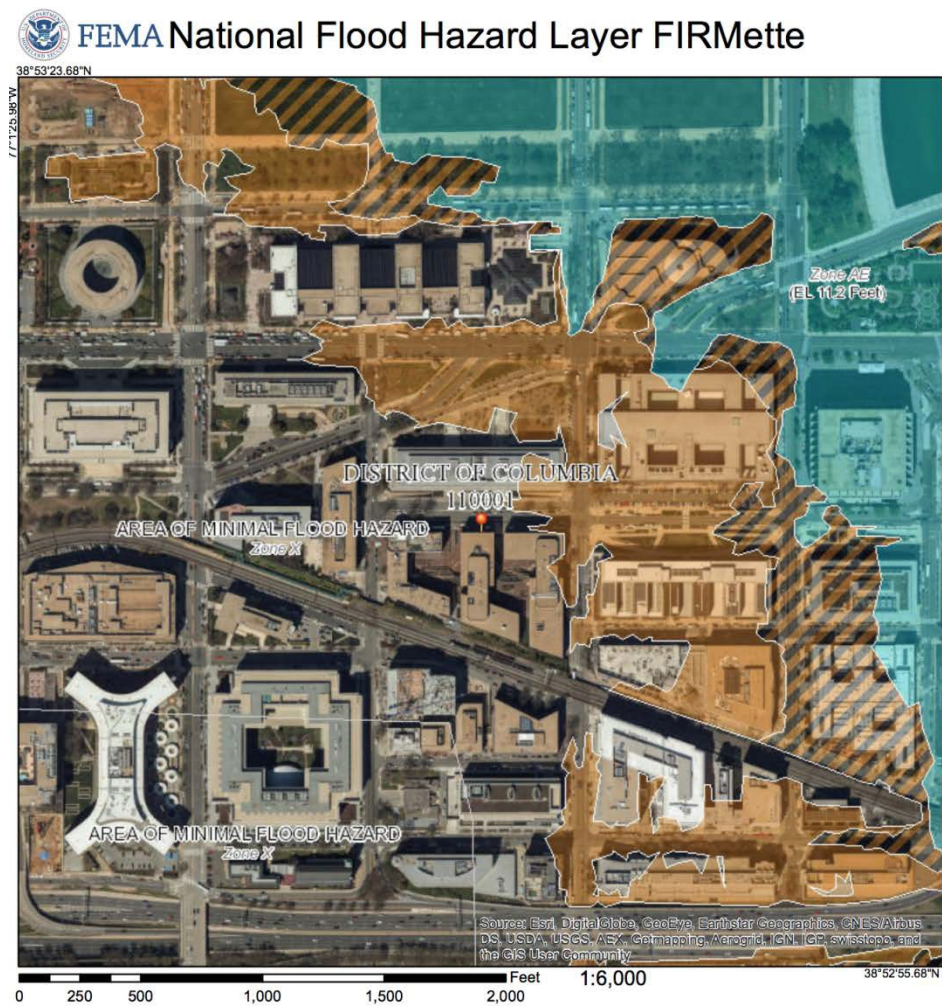 FEMA National Flood Hazard Layer FIRMette
38°53'23.68"N
77°1'25.98"W
Zone AE
(EL 11.2 Feet)
DISTRICT OF COLUMBIA
110001
AREA OF MINIMAL FLOOD HAZARD
Zone X
AREA OF MINIMAL FLOOD HAZARD
Zone X
Source: Esri, DigitalGlobe, GeoEye, Earthstar Geographics, CNES/Airbus
DS, USDA, USGS, AEX, Getmapping, Aerogrid, IGN, IGP, swisstopo, and
the GIS User Community
Feet
1:6,000
38°52'55.68"N
0 250 500 1,000 1,500 2,000